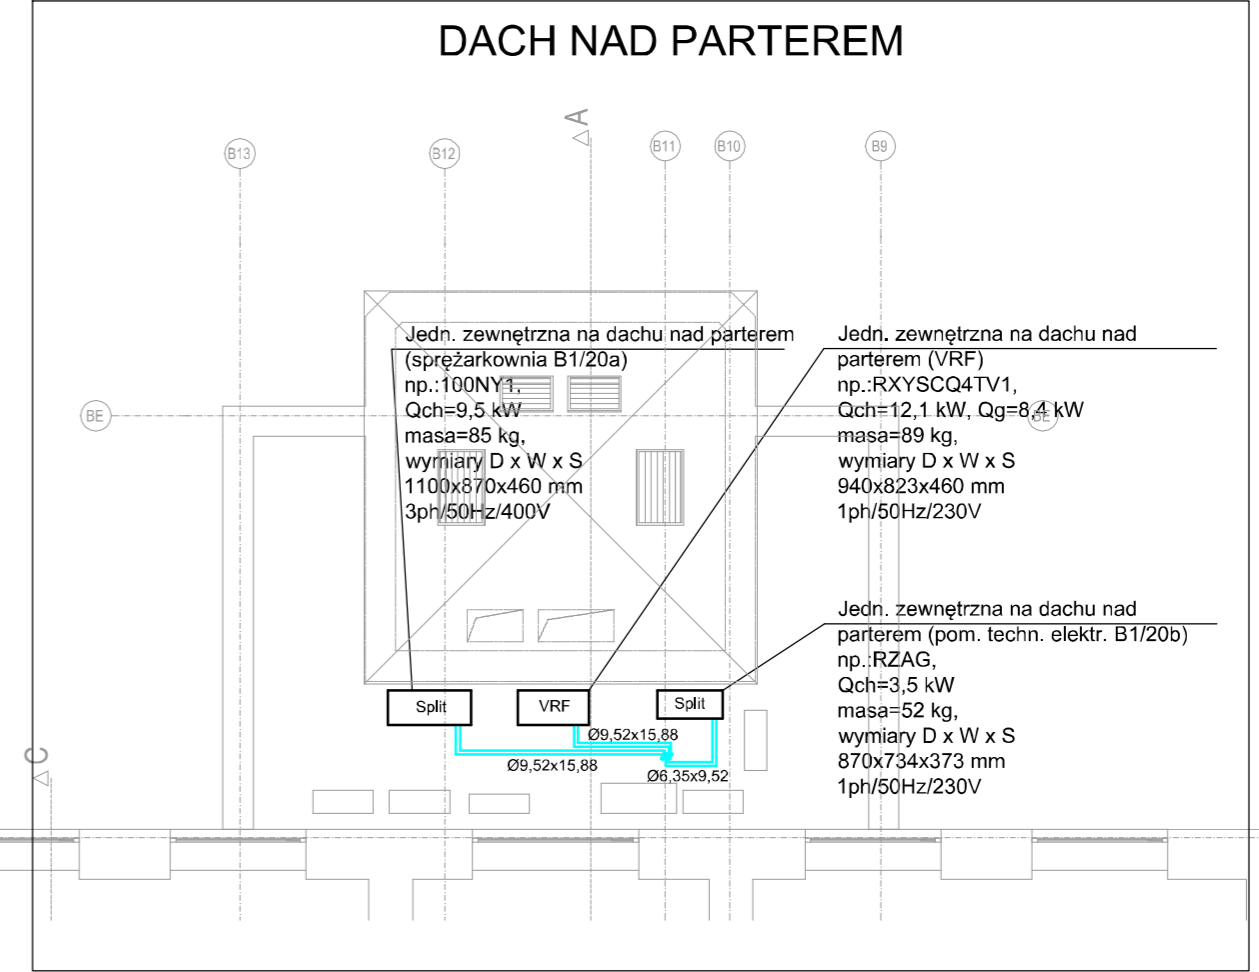 DACH NAD PARTEREM
A
B13
B12
B11
B10
B9
Jedn. zewnętrzna na dachu nad parterem
(sprężarkownia B1/20a)
np.:100NY1,
Qch=9,5 kW
masa=85 kg,
wymiary D x W x S
1100x870x460 mm
3ph/50Hz/400V
Jedn. zewnętrzna na dachu nad
parterem (VRF)
np.:RXYSCQ4TV1,
Qch=12,1 kW, Qg=8,4 kW
masa=89 kg,
wymiary D x W x S
940x823x460 mm
1ph/50Hz/230V
BE
BE
Jedn. zewnętrzna na dachu nad
parterem (pom. techn. elektr. B1/20b)
np.:RZAG,
Qch=3,5 kW
masa=52 kg,
wymiary D x W x S
870x734x373 mm
1ph/50Hz/230V
Split
VRF
Split
Ø9,52x15,88
Ø9,52x15,88
Ø6,35x9,52
C